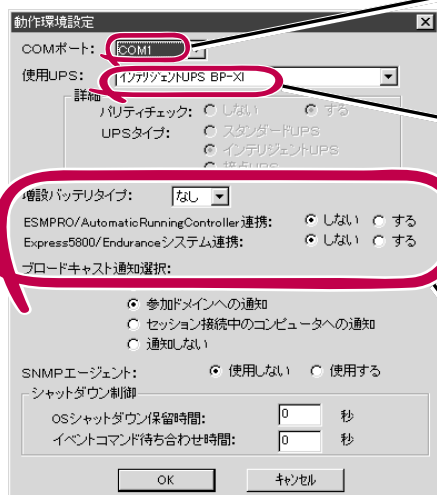 動作環境設定
COMポート: COM1
使用UPS: インテリジェントUPS BP-XI
詳細
パリティチェック: しない する
UPSタイプ: スタンダードUPS
インテリジェントUPS
接点UPS
増設バッテリタイプ: なし
ESMPRO/AutomaticRunningController連携: しない する
Express5800/Enduranceシステム連携: しない する
ブロードキャスト通知選択:
参加ドメインへの通知
セッション接続中のコンピュータへの通知
通知しない
SNMPエージェント: 使用しない 使用する
シャットダウン制御
OSシャットダウン保留時間: 0 秒
イベントコマンド待ち合わせ時間: 0 秒
OK キャンセル